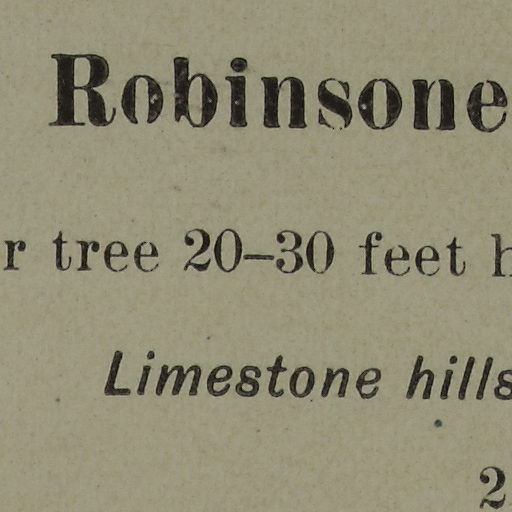 Robinsone
r tree 20–30 feet h
Limestone hills
2